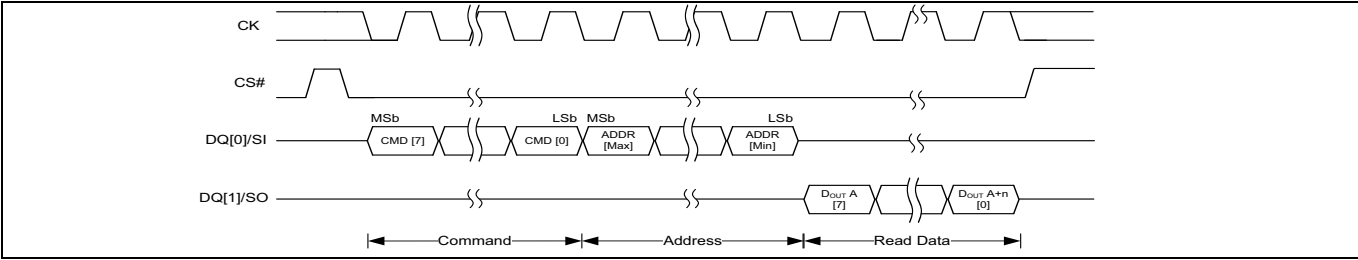 CK
CS#
MSb LSb MSb LSb
DQ[0]/SI CMD [7] CMD [0] ADDR [Max] ADDR [Min]
DQ[1]/SO DOUT A [7] DOUT A+n [0]
Command Address Read Data